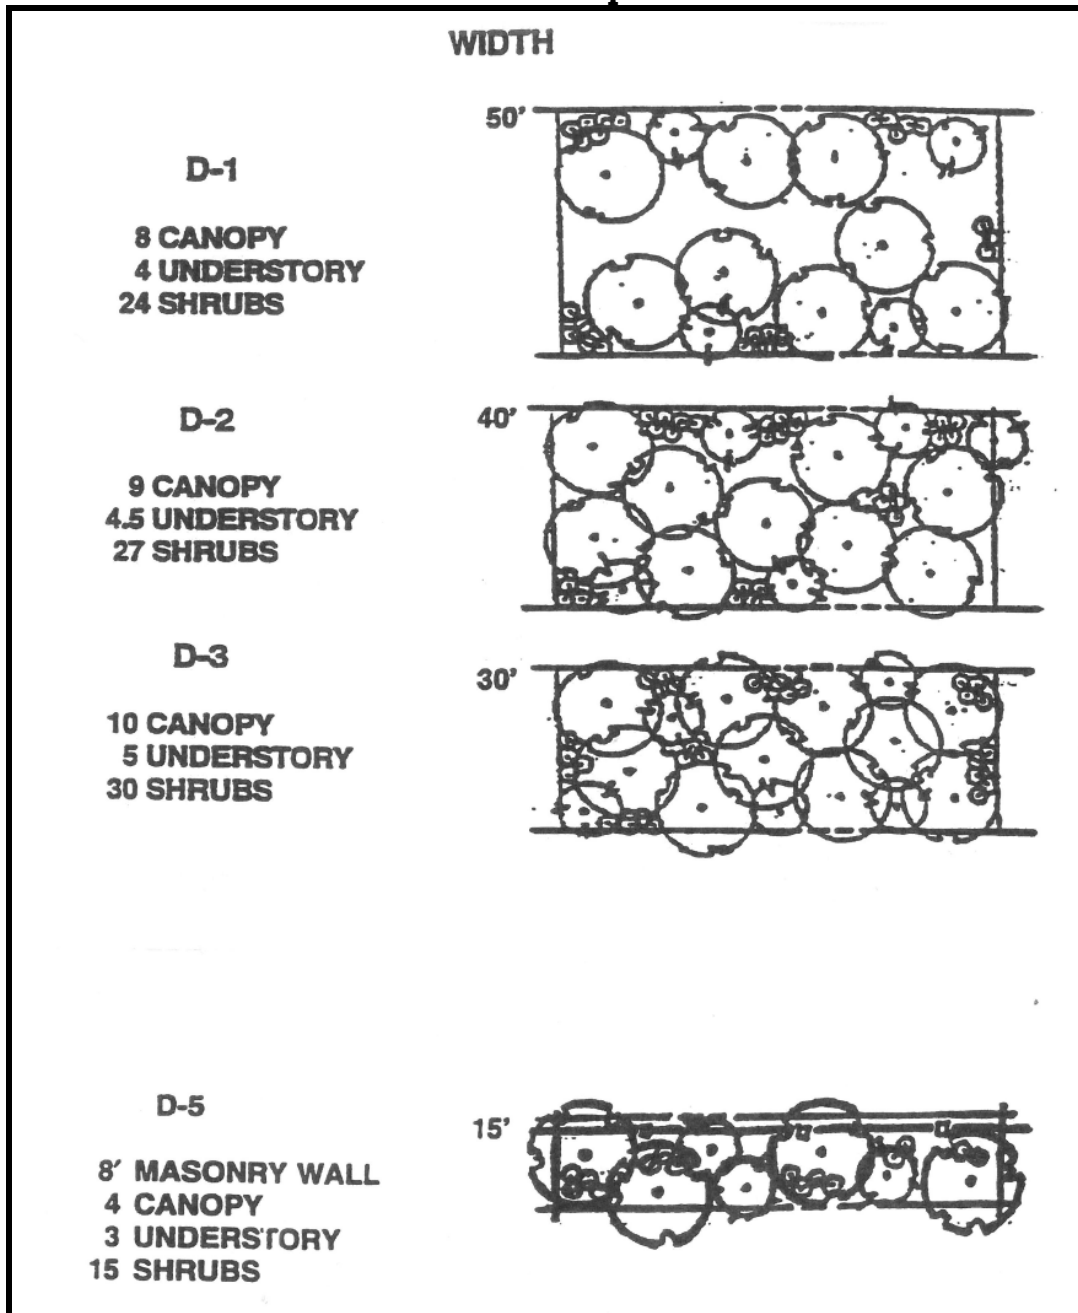 WIDTH
50'
D-1
8 CANOPY
4 UNDERSTORY
24 SHRUBS
D-2
40'
9 CANOPY
4.5 UNDERSTORY
27 SHRUBS
D-3
30'
10 CANOPY
5 UNDERSTORY
30 SHRUBS
D-5
15'
8' MASONRY WALL
4 CANOPY
3 UNDERSTORY
15 SHRUBS